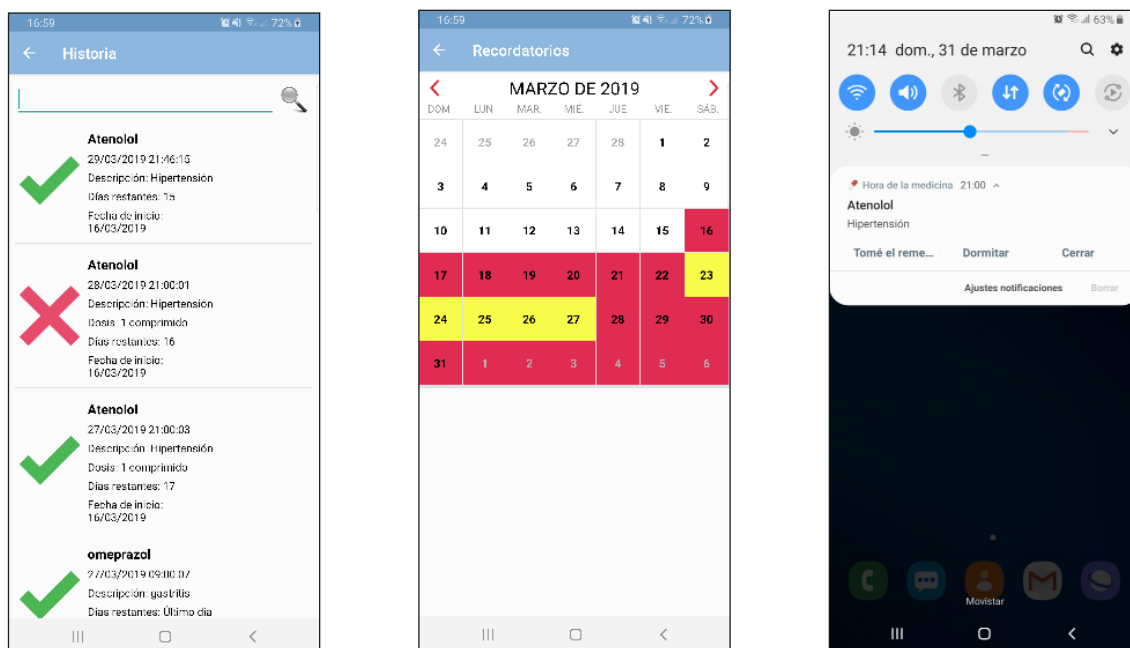 16:59
72%
Historia
Atenolol
29/03/2019 21:46:15
Descripción: Hipertensión
Días restantes: 15
Fecha de inicio:
16/03/2019
Atenolol
28/03/2019 21:00:01
Descripción: Hipertensión
Dosis: 1 comprimido
Días restantes: 16
Fecha de inicio:
16/03/2019
Atenolol
27/03/2019 21:00:03
Descripción: Hipertensión
Dosis: 1 comprimido
Días restantes: 17
Fecha de inicio:
16/03/2019
omeprazol
27/03/2019 09:00:07
Descripción: gastritis
Días restantes: Último día
16:59
72%
Recordatorios
MARZO DE 2019
DOM. LUN. MAR. MIÉ. JUE. VIE. SÁB.
24 25 26 27 28 1 2
3 4 5 6 7 8 9
10 11 12 13 14 15 16
17 18 19 20 21 22 23
24 25 26 27 28 29 30
31 1 2 3 4 5 6
63%
21:14 dom., 31 de marzo
Hora de la medicina 21:00
Atenolol
Hipertensión
Tomé el reme... Dormitar Cerrar
Ajustes notificaciones Borrar
Movistar